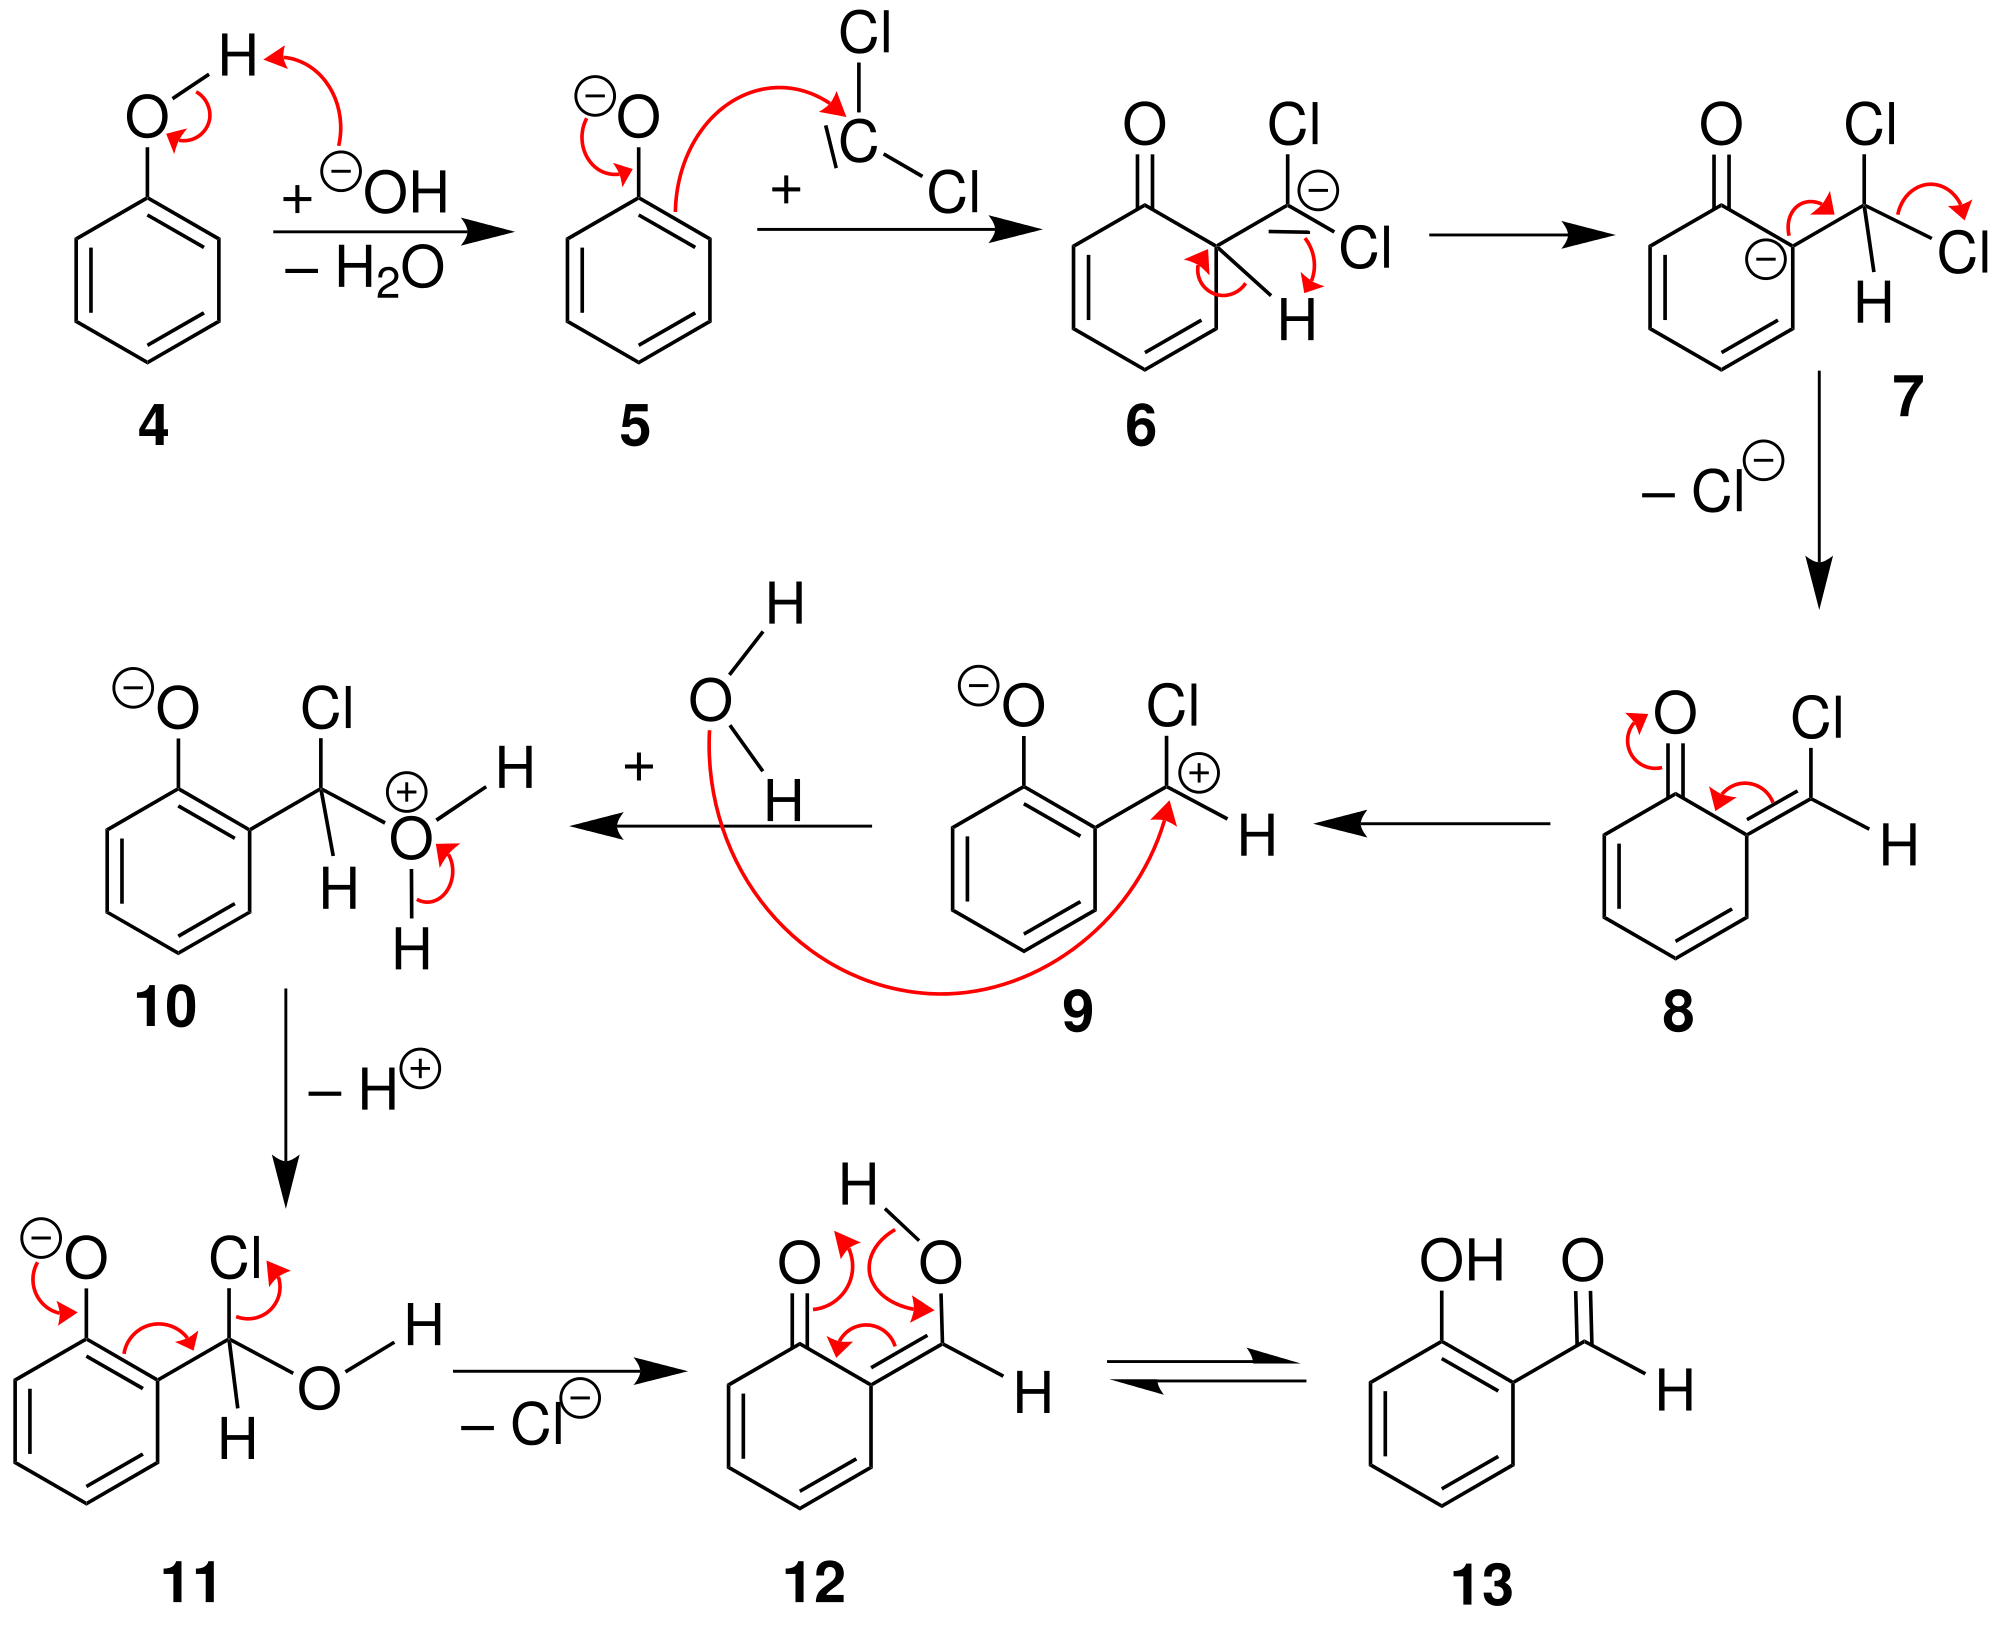 H
O
+ ⊖OH
– H₂O
4
⊖O
5
+
Cl
C
Cl
O
Cl
⊖
Cl
H
6
O
Cl
⊖
Cl
H
7
– Cl⊖
O
Cl
H
8
⊖O
Cl
⊕
H
9
H
O
H
+
⊖O
Cl
⊕
H
O
H
H
10
– H⊕
⊖O
Cl
H
O
H
11
– Cl⊖
H
O
O
H
12
OH
O
H
13